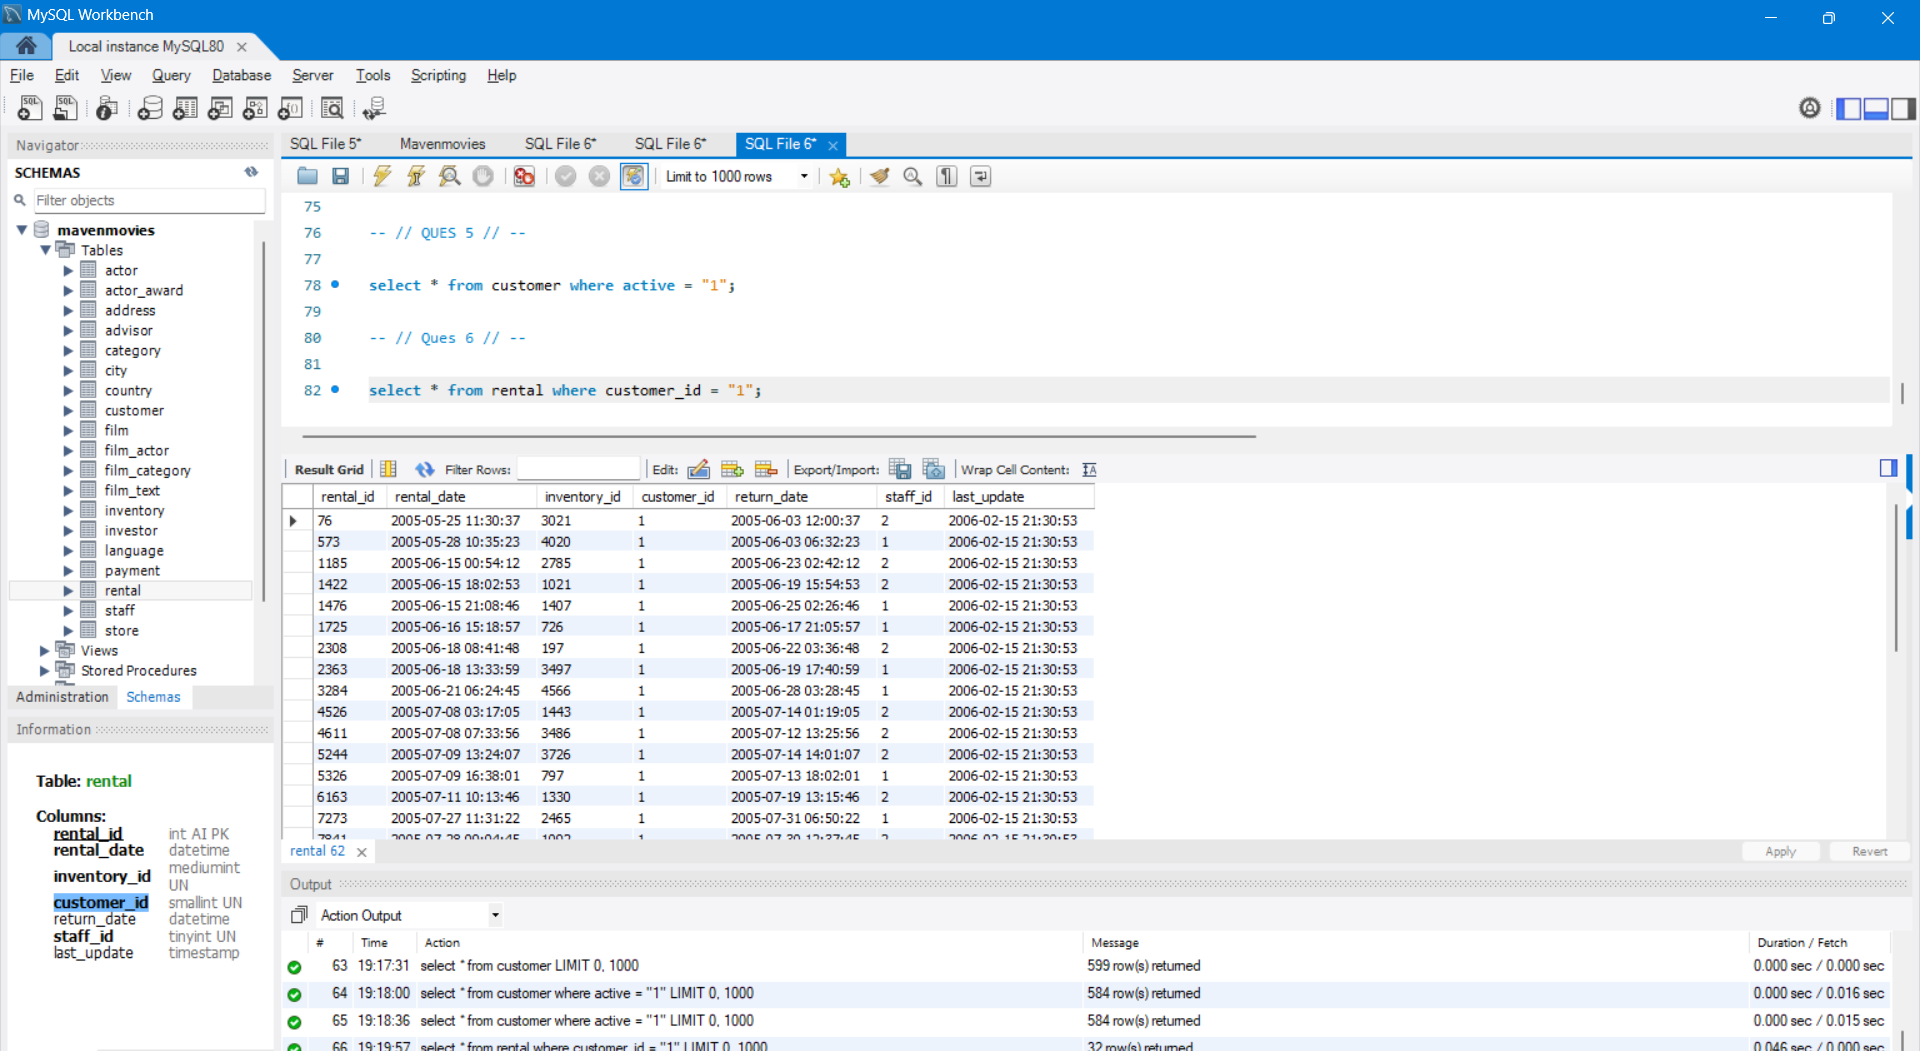 MySQL Workbench
Local instance MySQL80
File Edit View Query Database Server Tools Scripting Help
Navigator
SCHEMAS
Filter objects
mavenmovies
Tables
actor
actor_award
address
advisor
category
city
country
customer
film
film_actor
film_category
film_text
inventory
investor
language
payment
rental
staff
store
Views
Stored Procedures
Administration Schemas
Information
Table: rental
Columns:
rental_id int AI PK
rental_date datetime
inventory_id mediumint UN
customer_id smallint UN
return_date datetime
staff_id tinyint UN
last_update timestamp
SQL File 5* Mavenmovies SQL File 6* SQL File 6* SQL File 6*
Limit to 1000 rows
75
76 -- // QUES 5 // --
77
78 select * from customer where active = "1";
79
80 -- // Ques 6 // --
81
82 select * from rental where customer_id = "1";
Result Grid Filter Rows: Edit: Export/Import: Wrap Cell Content:
rental_id rental_date inventory_id customer_id return_date staff_id last_update
76 2005-05-25 11:30:37 3021 1 2005-06-03 12:00:37 2 2006-02-15 21:30:53
573 2005-05-28 10:35:23 4020 1 2005-06-03 06:32:23 1 2006-02-15 21:30:53
1185 2005-06-15 00:54:12 2785 1 2005-06-23 02:42:12 2 2006-02-15 21:30:53
1422 2005-06-15 18:02:53 1021 1 2005-06-19 15:54:53 2 2006-02-15 21:30:53
1476 2005-06-15 21:08:46 1407 1 2005-06-25 02:26:46 1 2006-02-15 21:30:53
1725 2005-06-16 15:18:57 726 1 2005-06-17 21:05:57 1 2006-02-15 21:30:53
2308 2005-06-18 08:41:48 197 1 2005-06-22 03:36:48 2 2006-02-15 21:30:53
2363 2005-06-18 13:33:59 3497 1 2005-06-19 17:40:59 1 2006-02-15 21:30:53
3284 2005-06-21 06:24:45 4566 1 2005-06-28 03:28:45 1 2006-02-15 21:30:53
4526 2005-07-08 03:17:05 1443 1 2005-07-14 01:19:05 2 2006-02-15 21:30:53
4611 2005-07-08 07:33:56 3486 1 2005-07-12 13:25:56 2 2006-02-15 21:30:53
5244 2005-07-09 13:24:07 3726 1 2005-07-14 14:01:07 2 2006-02-15 21:30:53
5326 2005-07-09 16:38:01 797 1 2005-07-13 18:02:01 1 2006-02-15 21:30:53
6163 2005-07-11 10:13:46 1330 1 2005-07-19 13:15:46 2 2006-02-15 21:30:53
7273 2005-07-27 11:31:22 2465 1 2005-07-31 06:50:22 1 2006-02-15 21:30:53
rental 62
Apply Revert
Output
Action Output
# Time Action Message Duration / Fetch
63 19:17:31 select * from customer LIMIT 0, 1000 599 row(s) returned 0.000 sec / 0.000 sec
64 19:18:00 select * from customer where active = "1" LIMIT 0, 1000 584 row(s) returned 0.000 sec / 0.016 sec
65 19:18:36 select * from customer where active = "1" LIMIT 0, 1000 584 row(s) returned 0.000 sec / 0.015 sec
66 19:19:57 select * from rental where customer_id = "1" LIMIT 0, 1000 32 row(s) returned 0.046 sec / 0.000 sec